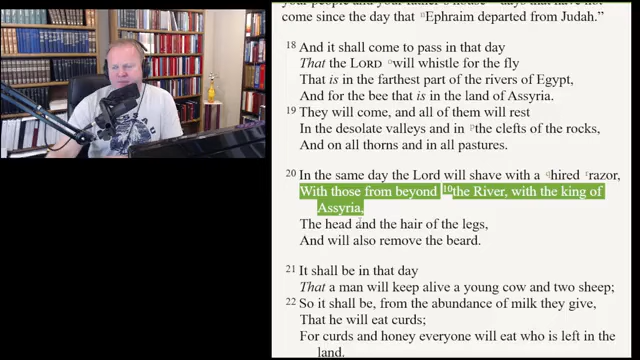 your people and your father's house—days that have not
come since the day that ⁿEphraim departed from Judah.”
18 And it shall come to pass in that day
That the LORD ᵒwill whistle for the fly
That is in the farthest part of the rivers of Egypt,
And for the bee that is in the land of Assyria.
19 They will come, and all of them will rest
In the desolate valleys and in ᵖthe clefts of the rocks,
And on all thorns and in all pastures.
20 In the same day the Lord will shave with a qhired ʳrazor,
With those from beyond 10the River, with the king of
Assyria,
The head and the hair of the legs,
And will also remove the beard.
21 It shall be in that day
That a man will keep alive a young cow and two sheep;
22 So it shall be, from the abundance of milk they give,
That he will eat curds;
For curds and honey everyone will eat who is left in the
land.